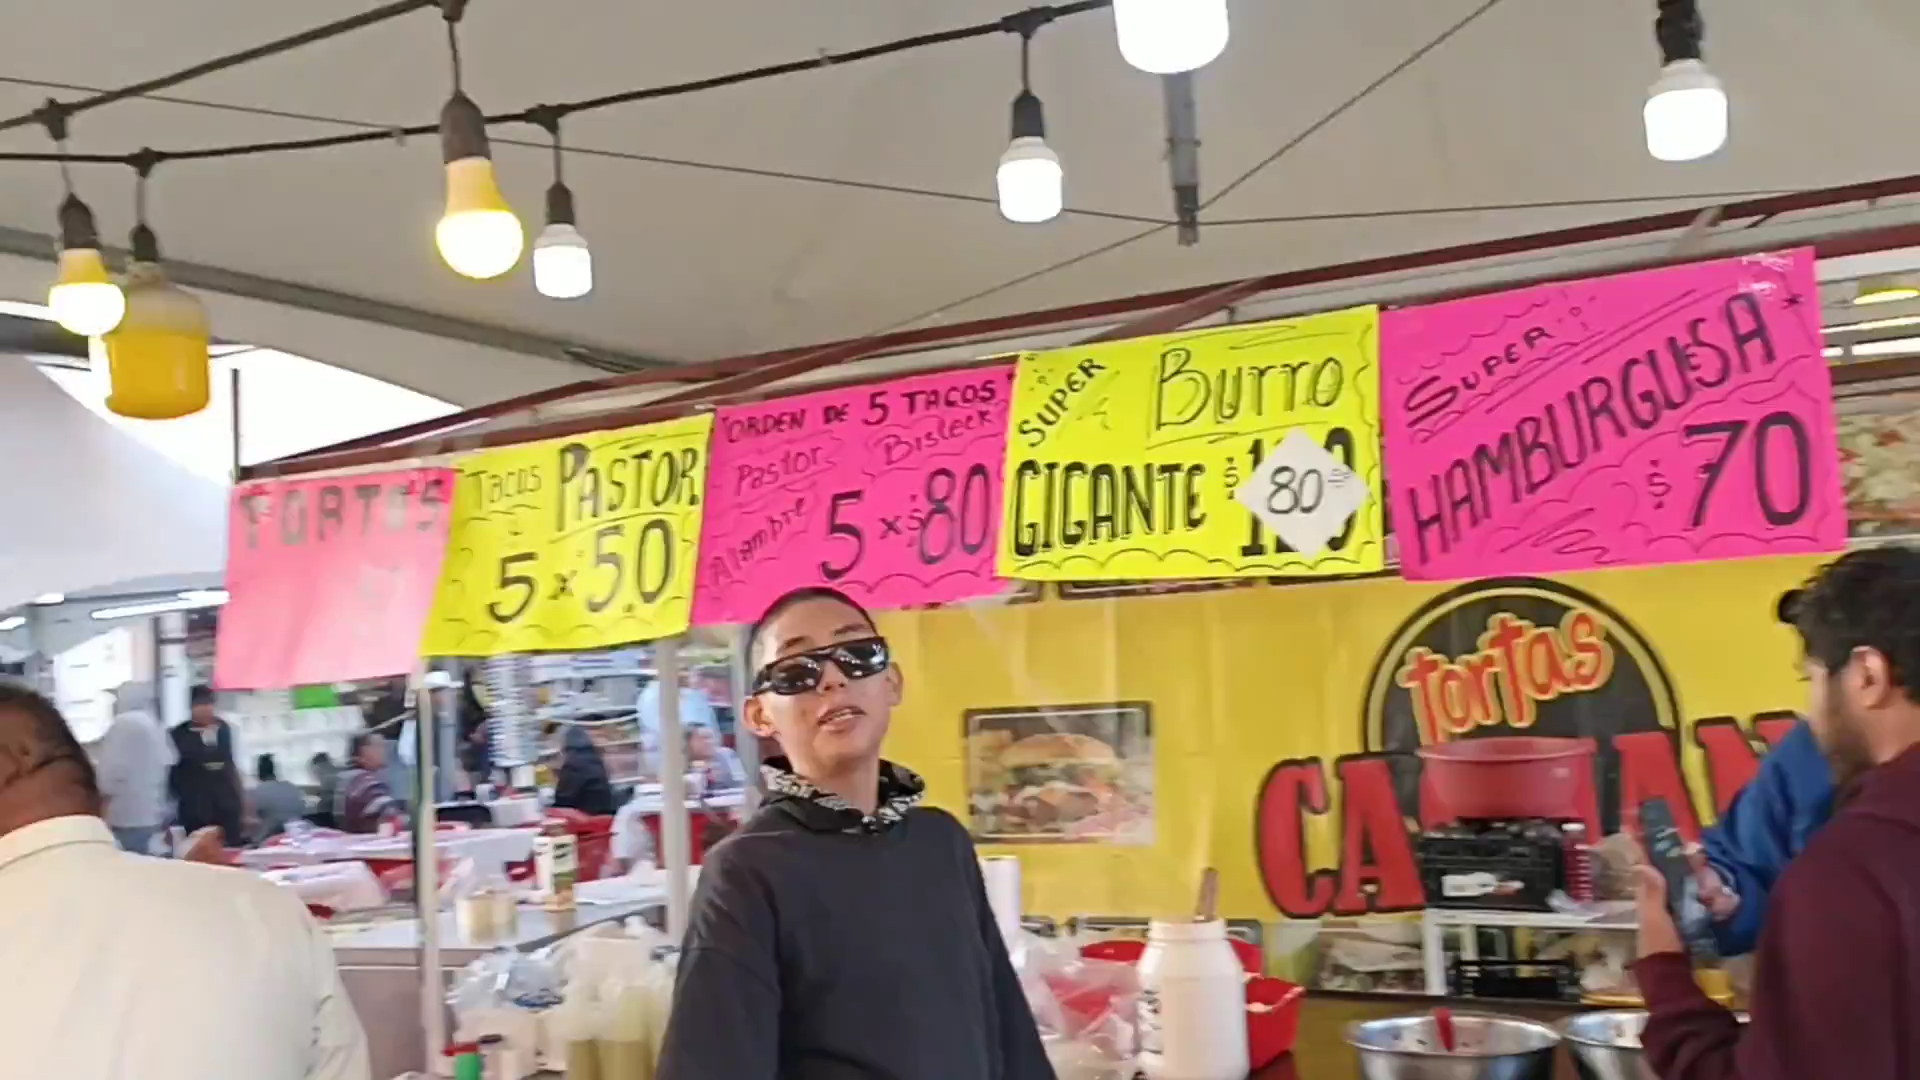 TORTAS
Tacos PASTOR
5 x 50
ORDEN DE 5 TACOS
Pastor Bisteck
Alambre 5 x $80
SUPER Burro
GIGANTE $ 80
SUPER
HAMBURGUSA
$ 70
tortas